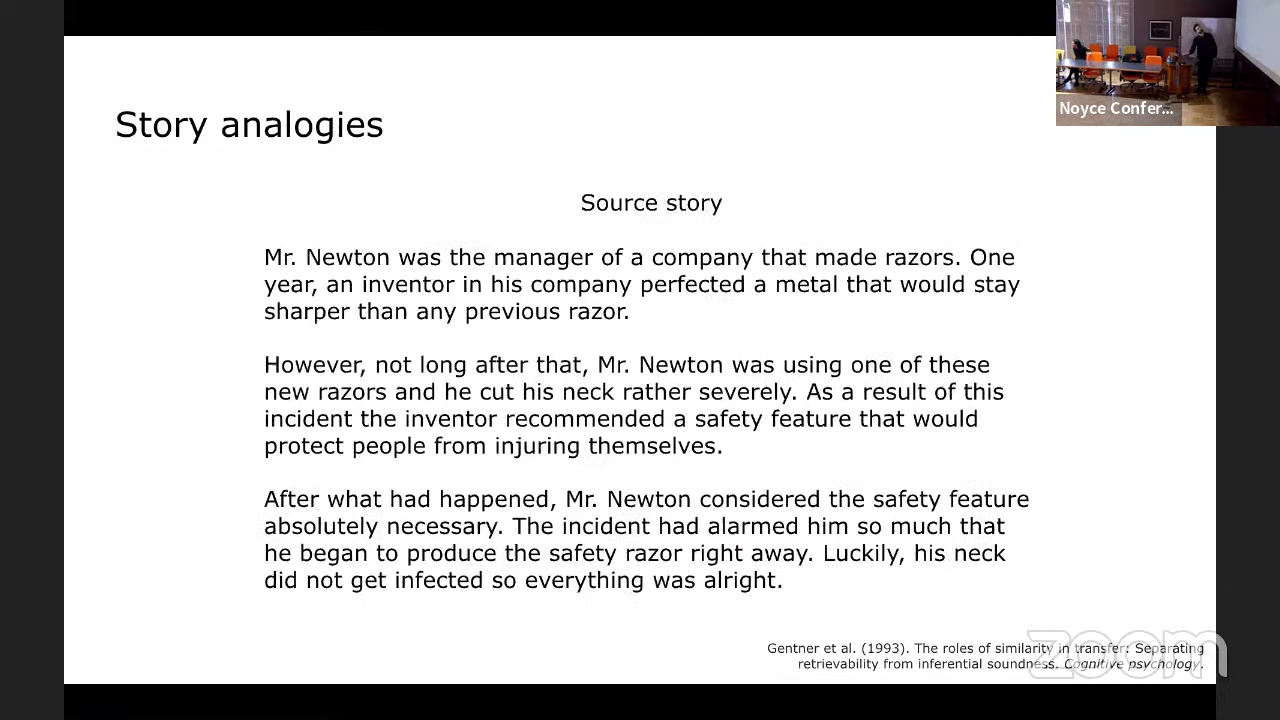 Noyce Confer...
Story analogies
Source story
Mr. Newton was the manager of a company that made razors. One
year, an inventor in his company perfected a metal that would stay
sharper than any previous razor.
However, not long after that, Mr. Newton was using one of these
new razors and he cut his neck rather severely. As a result of this
incident the inventor recommended a safety feature that would
protect people from injuring themselves.
After what had happened, Mr. Newton considered the safety feature
absolutely necessary. The incident had alarmed him so much that
he began to produce the safety razor right away. Luckily, his neck
did not get infected so everything was alright.
Gentner et al. (1993). The roles of similarity in transfer: Separating
retrievability from inferential soundness. Cognitive psychology.
zoom